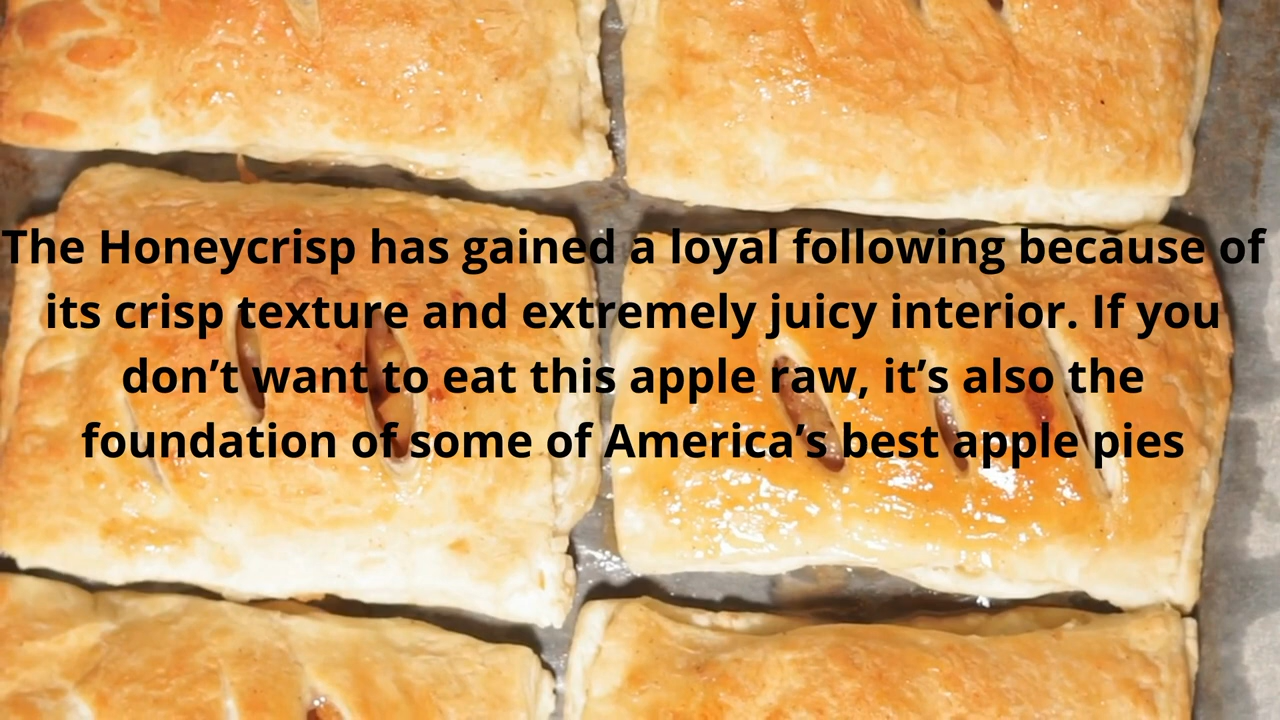 The Honeycrisp has gained a loyal following because of
its crisp texture and extremely juicy interior. If you
don’t want to eat this apple raw, it’s also the
foundation of some of America’s best apple pies